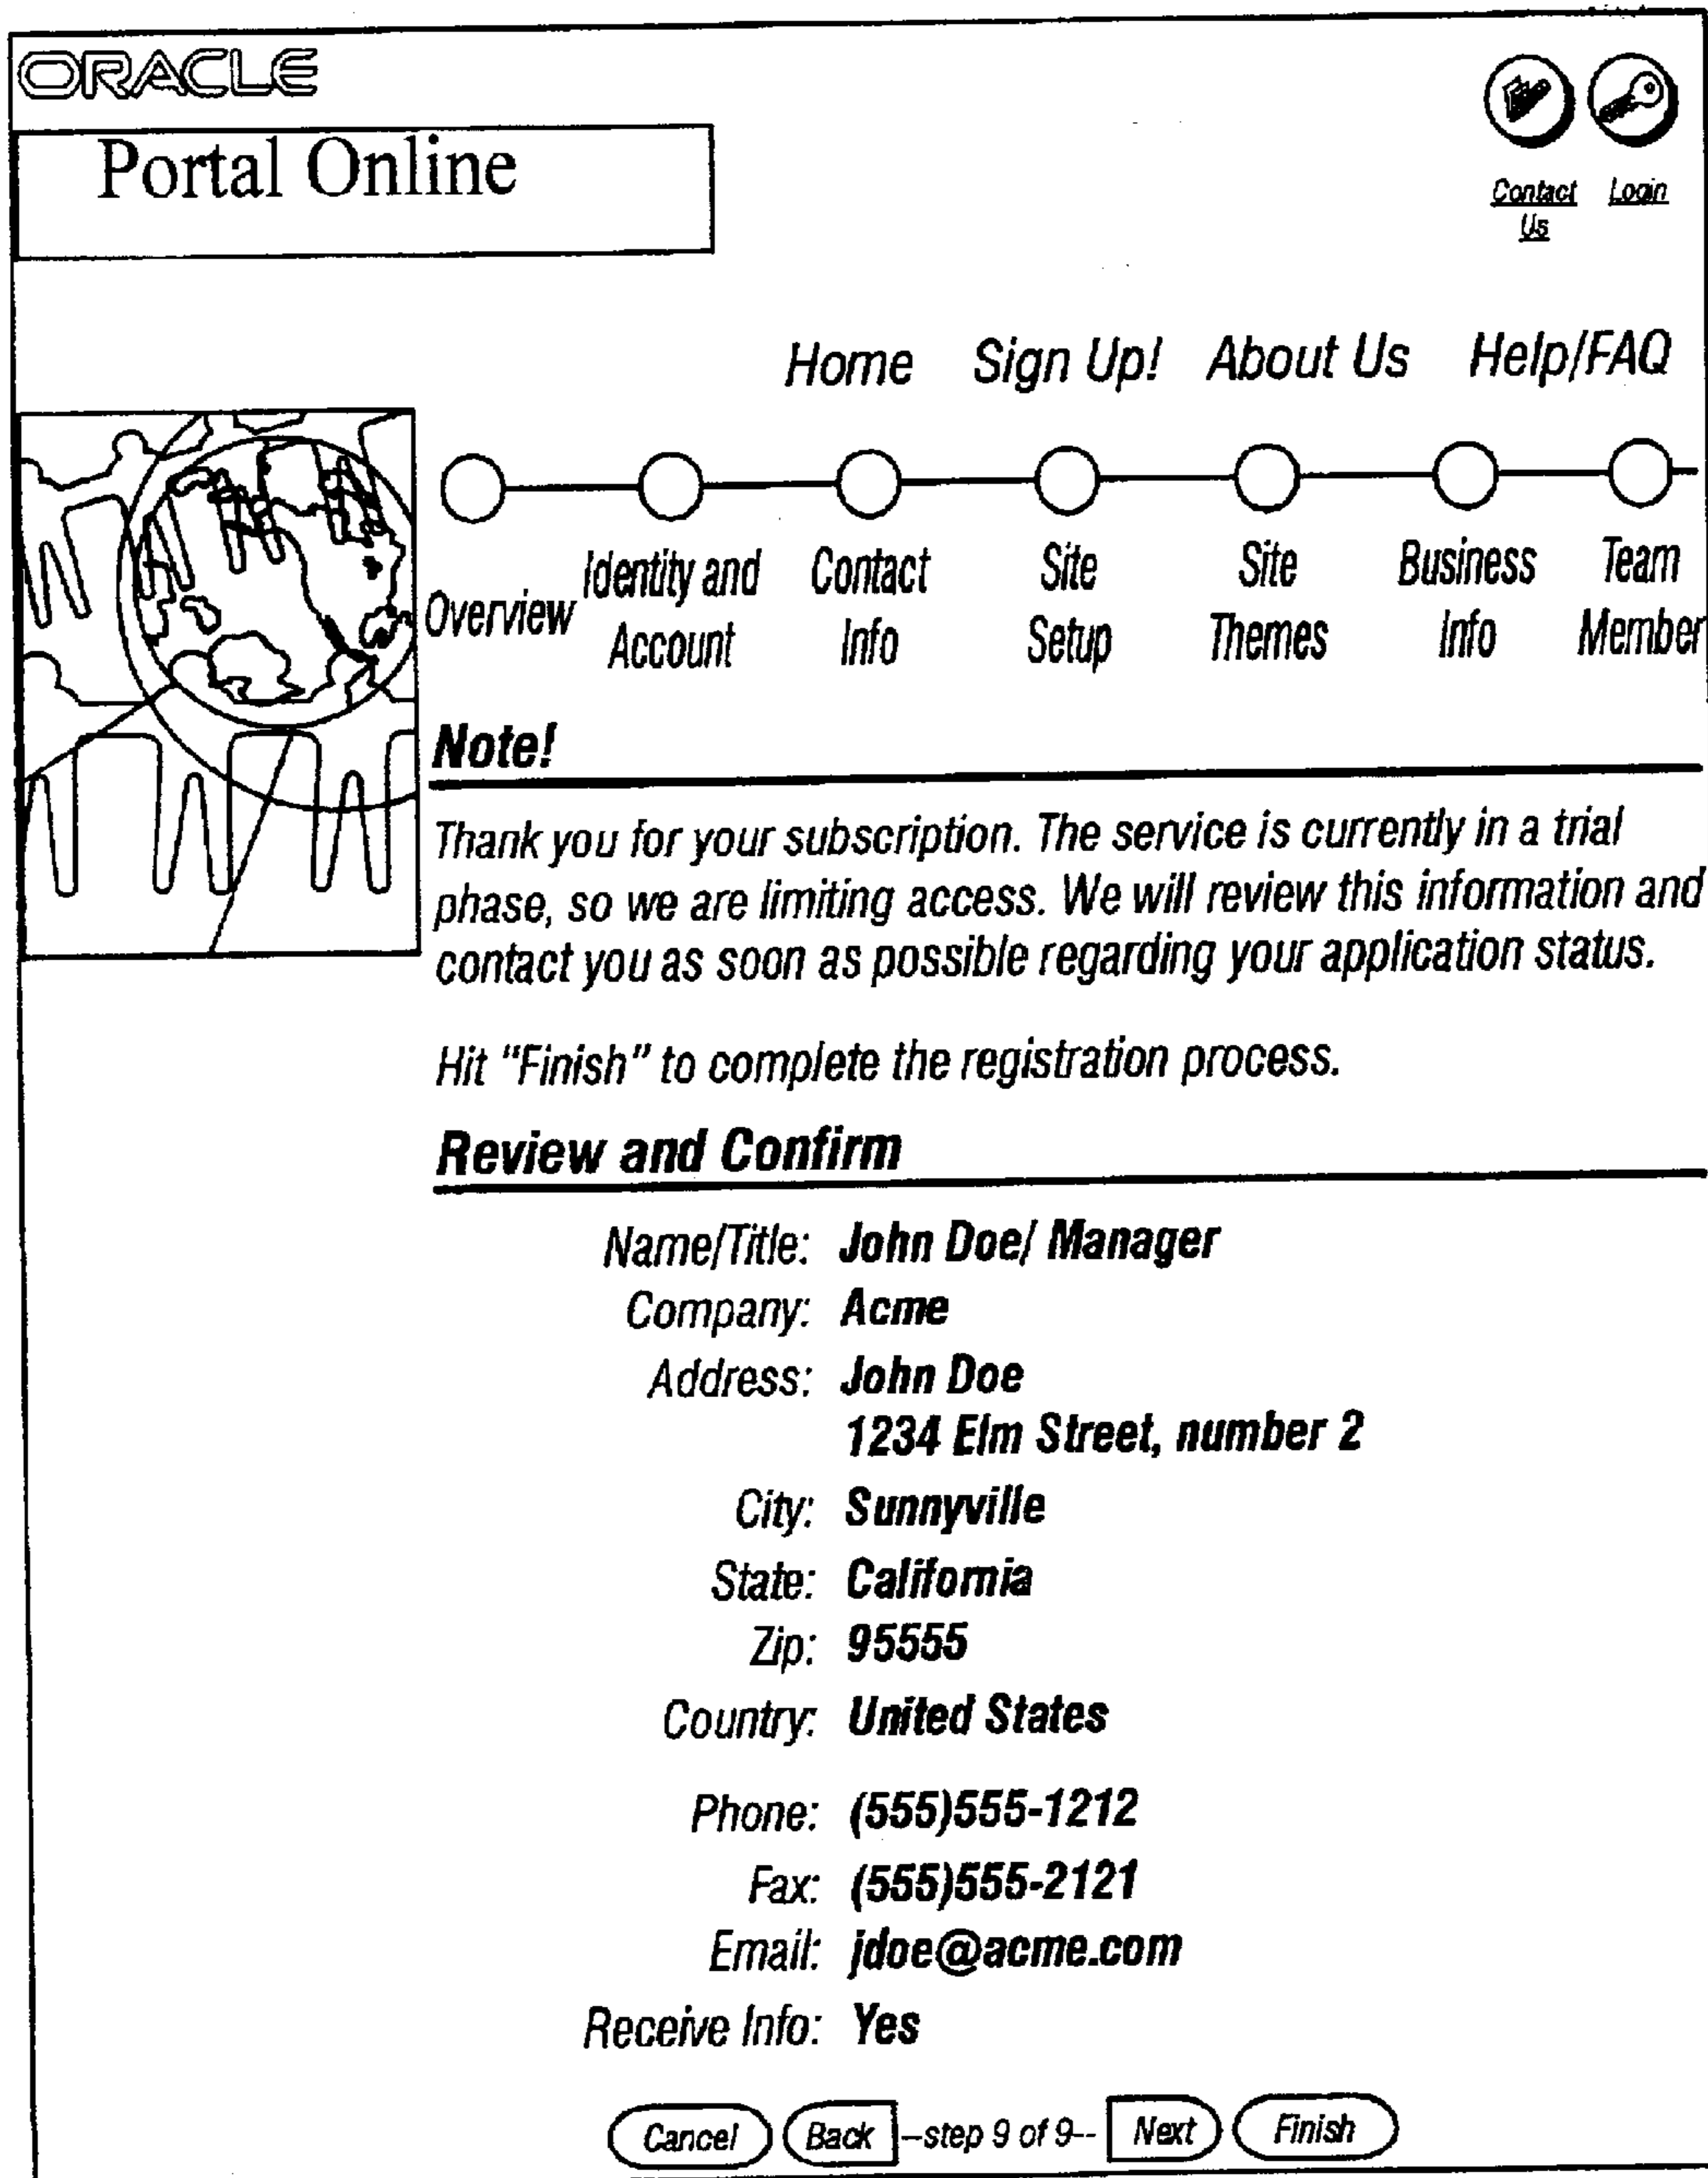 ORACLE
Portal Online
Contact
Us
Login
Home Sign Up! About Us Help/FAQ
Overview
Identity and
Account
Contact
Info
Site
Setup
Site
Themes
Business
Info
Team
Member
Note!
Thank you for your subscription. The service is currently in a trial
phase, so we are limiting access. We will review this information and
contact you as soon as possible regarding your application status.
Hit "Finish" to complete the registration process.
Review and Confirm
Name/Title: John Doe/ Manager
Company: Acme
Address: John Doe
1234 Elm Street, number 2
City: Sunnyville
State: California
Zip: 95555
Country: United States
Phone: (555)555-1212
Fax: (555)555-2121
Email: jdoe@acme.com
Receive Info: Yes
Cancel Back –step 9 of 9-- Next Finish